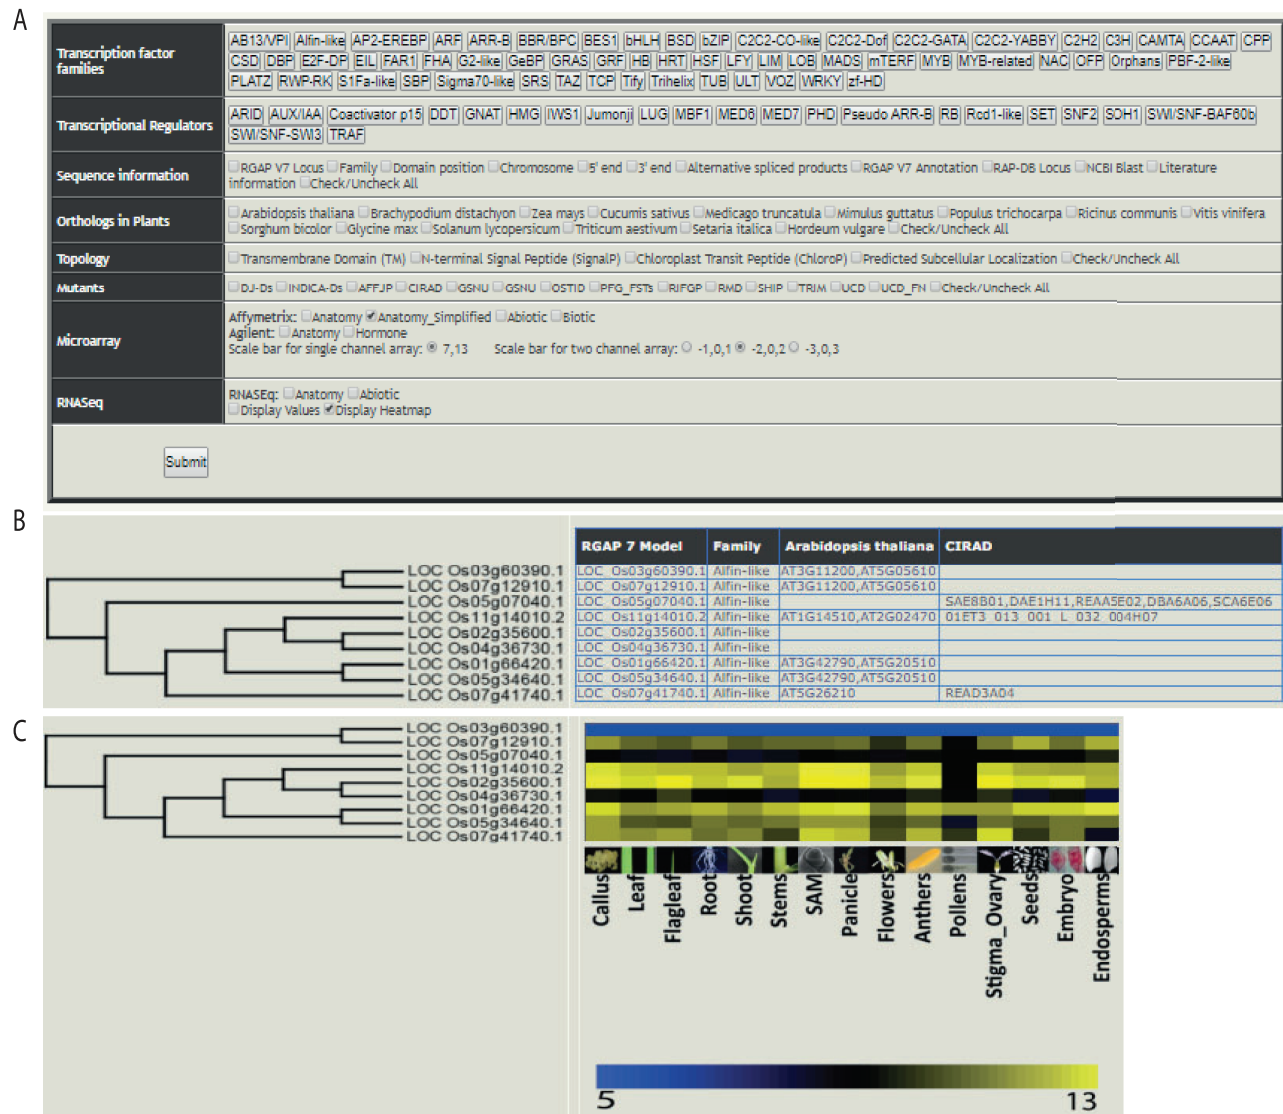 A
Transcription factor
families
AB13/VPI Alfin-like AP2-EREBP ARF ARR-B BBR/BPC BES1 bHLH BSD bZIP C2C2-CO-like C2C2-Dof C2C2-GATA C2C2-YABBY C2H2 C3H CAMTA CCAAT CPP
CSD DBP E2F-DP EIL FAR1 FHA G2-like GeBP GRAS GRF HB HRT HSF LFY LIM LOB MADS mTERF MYB MYB-related NAC OFP Orphans PBF-2-like
PLATZ RWP-RK S1Fa-like SBP Sigma70-like SRS TAZ TCP Tify Trihelix TUB ULT VOZ WRKY zf-HD
Transcriptional Regulators
ARID AUX/IAA Coactivator p15 DDT GNAT HMG IWS1 Jumonji LUG MBF1 MED6 MED7 PHD Pseudo ARR-B RB Rcd1-like SET SNF2 SOH1 SWI/SNF-BAF60b
SWI/SNF-SWI3 TRAF
Sequence information
RGAP V7 Locus Family Domain position Chromosome 5' end 3' end Alternative spliced products RGAP V7 Annotation RAP-DB Locus NCBI Blast Literature
information Check/Uncheck All
Orthologs in Plants
Arabidopsis thaliana Brachypodium distachyon Zea mays Cucumis sativus Medicago truncatula Mimulus guttatus Populus trichocarpa Ricinus communis Vitis vinifera
Sorghum bicolor Glycine max Solanum lycopersicum Triticum aestivum Setaria italica Hordeum vulgare Check/Uncheck All
Topology
Transmembrane Domain (TM) N-terminal Signal Peptide (SignalP) Chloroplast Transit Peptide (ChloroP) Predicted Subcellular Localization Check/Uncheck All
Mutants
DJ-Ds INDICA-Ds AFFJP CIRAD GSNU GSNU OSTID PFG_FSTs RIFGP RMD SHIP TRIM UCD UCD_FN Check/Uncheck All
Microarray
Affymetrix: Anatomy Anatomy_Simplified Abiotic Biotic
Agilent: Anatomy Hormone
Scale bar for single channel array: 7,13 Scale bar for two channel array: -1,0,1 -2,0,2 -3,0,3
RNASeq
RNASEq: Anatomy Abiotic
Display Values Display Heatmap
Submit
B
RGAP 7 Model Family Arabidopsis thaliana CIRAD
LOC Os03g60390.1 LOC_Os03g60390.1 Alfin-like AT3G11200,AT5G05610
LOC Os07g12910.1 LOC_Os07g12910.1 Alfin-like AT3G11200,AT5G05610
LOC Os05g07040.1 LOC_Os05g07040.1 Alfin-like SAE8B01,DAE1H11,REAA5E02,DBA6A06,SCA6E06
LOC Os11g14010.2 LOC_Os11g14010.2 Alfin-like AT1G14510,AT2G02470 01ET3_013_001_L_032_004H07
LOC Os02g35600.1 LOC_Os02g35600.1 Alfin-like
LOC Os04g36730.1 LOC_Os04g36730.1 Alfin-like
LOC Os01g66420.1 LOC_Os01g66420.1 Alfin-like AT3G42790,AT5G20510
LOC Os05g34640.1 LOC_Os05g34640.1 Alfin-like AT3G42790,AT5G20510
LOC Os07g41740.1 LOC_Os07g41740.1 Alfin-like AT5G26210 READ3A04
C
LOC Os03g60390.1
LOC Os07g12910.1
LOC Os05g07040.1
LOC Os11g14010.2
LOC Os02g35600.1
LOC Os04g36730.1
LOC Os01g66420.1
LOC Os05g34640.1
LOC Os07g41740.1
Callus
Leaf
Flagleaf
Root
Shoot
Stems
SAM
Panicle
Flowers
Anthers
Pollens
Stigma_Ovary
Seeds
Embryo
Endosperms
5 13